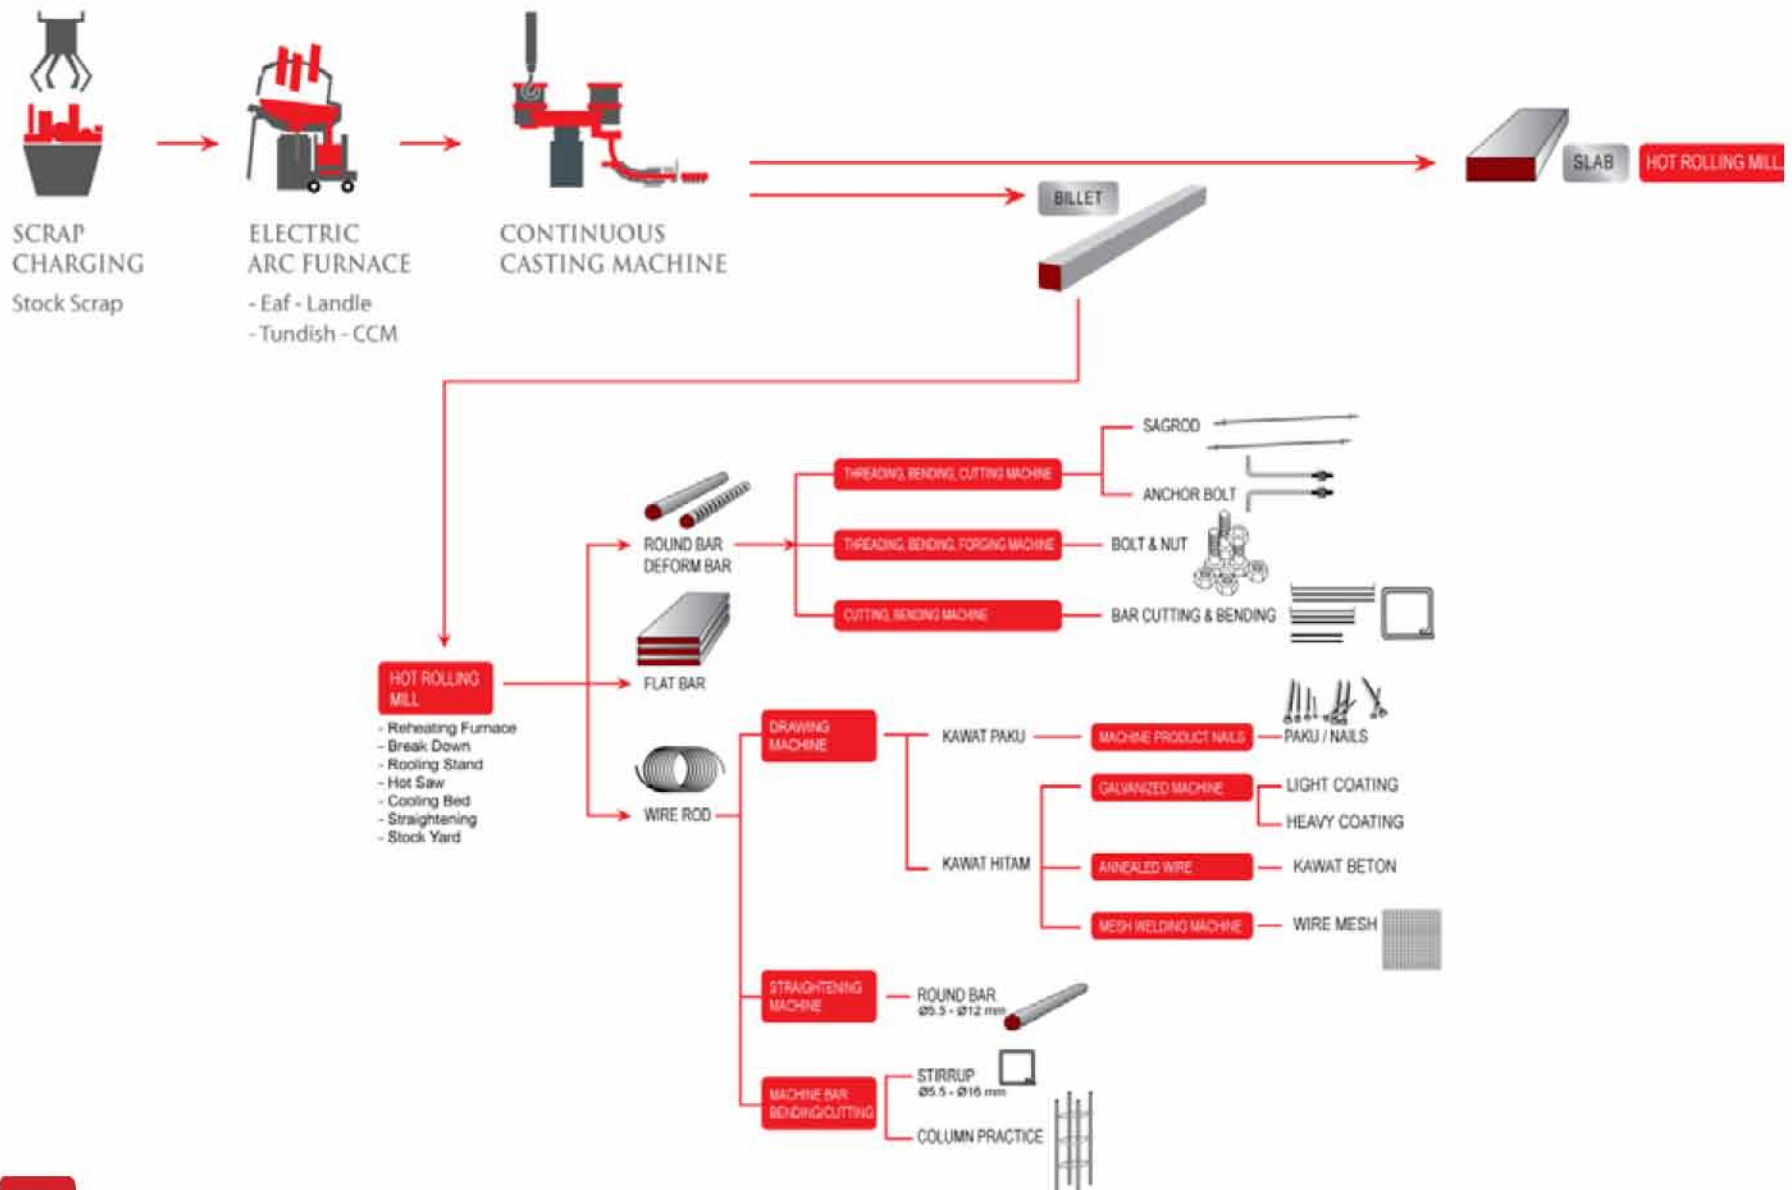 SLAB
HOT ROLLING MILL
BILLET
SCRAP
CHARGING
Stock Scrap
ELECTRIC
ARC FURNACE
- Eaf - Landle
- Tundish - CCM
CONTINUOUS
CASTING MACHINE
SAGROD
THREADING, BENDING, CUTTING MACHINE
ANCHOR BOLT
ROUND BAR
DEFORM BAR
THREADING, BENDING, FORGING MACHINE
BOLT & NUT
CUTTING, BENDING MACHINE
BAR CUTTING & BENDING
HOT ROLLING
MILL
- Reheating Furnace
- Break Down
- Rooling Stand
- Hot Saw
- Cooling Bed
- Straightening
- Stock Yard
FLAT BAR
WIRE ROD
DRAWING
MACHINE
KAWAT PAKU
MACHINE PRODUCT NAILS
PAKU / NAILS
KAWAT HITAM
GALVANIZED MACHINE
LIGHT COATING
HEAVY COATING
ANNEALED WIRE
KAWAT BETON
MESH WELDING MACHINE
WIRE MESH
STRAIGHTENING
MACHINE
ROUND BAR
Ø5.5 - Ø12 mm
MACHINE BAR
BENDING/CUTTING
STIRRUP
Ø5.5 - Ø16 mm
COLUMN PRACTICE